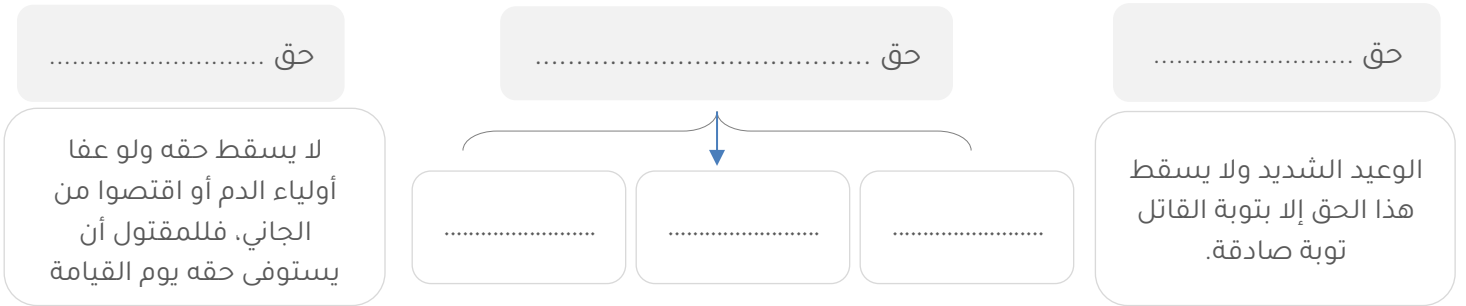 حق ..........................
حق .....................................
حق ............................
الوعيد الشديد ولا يسقط
هذا الحق إلا بتوبة القاتل
توبة صادقة.
........................
........................
........................
لا يسقط حقه ولو عفا
أولياء الدم أو اقتصوا من
الجاني، فللمقتول أن
يستوفى حقه يوم القيامة